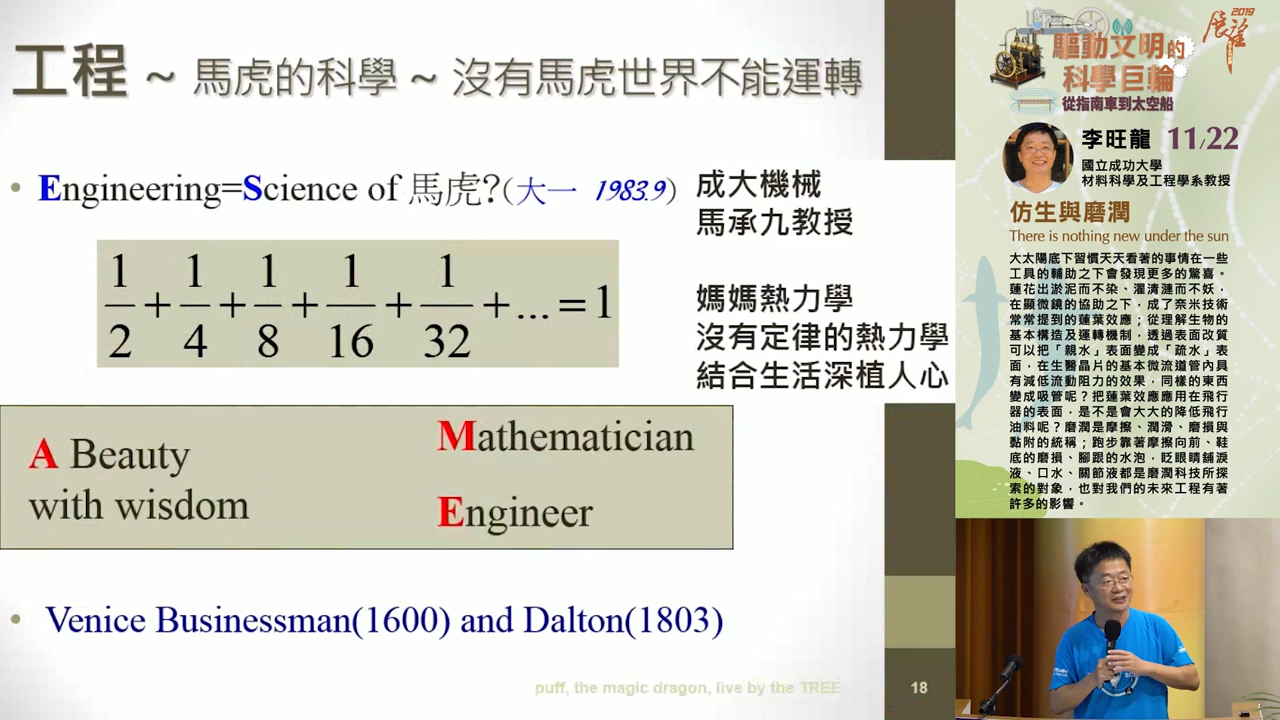 工程 ~ 馬虎的科學 ~ 沒有馬虎世界不能運轉
• Engineering=Science of 馬虎?(大一 1983.9)
成大機械
馬承九教授
媽媽熱力學
沒有定律的熱力學
結合生活深植人心
1/2 + 1/4 + 1/8 + 1/16 + 1/32 + ... = 1
A Beauty
with wisdom
Mathematician
Engineer
• Venice Businessman(1600) and Dalton(1803)
puff, the magic dragon, live by the TREE
18
2019
展望
驅動文明的
科學巨輪
從指南車到太空船
李旺龍 11/22
國立成功大學
材料科學及工程學系教授
仿生與磨潤
There is nothing new under the sun
大太陽底下習慣天天看著的事情在一些
工具的輔助之下會發現更多的驚喜。
蓮花出淤泥而不染、濯清漣而不妖，
在顯微鏡的協助之下，成了奈米技術
常常提到的蓮葉效應；從理解生物的
基本構造及運轉機制，透過表面改質
可以把「親水」表面變成「疏水」表
面，在生醫晶片的基本微流道管內具
有減低流動阻力的效果，同樣的東西
變成吸管呢？把蓮葉效應應用在飛行
器的表面，是不是會大大的降低飛行
油料呢？磨潤是摩擦、潤滑、磨損與
黏附的統稱；跑步靠著摩擦向前、鞋
底的磨損、腳跟的水泡，眨眼睛舖淚
液、口水、關節液都是磨潤科技所探
索的對象，也對我們的未來工程有著
許多的影響。